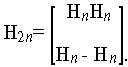 HₙHₙ
H₂ₙ=
Hₙ- Hₙ
.